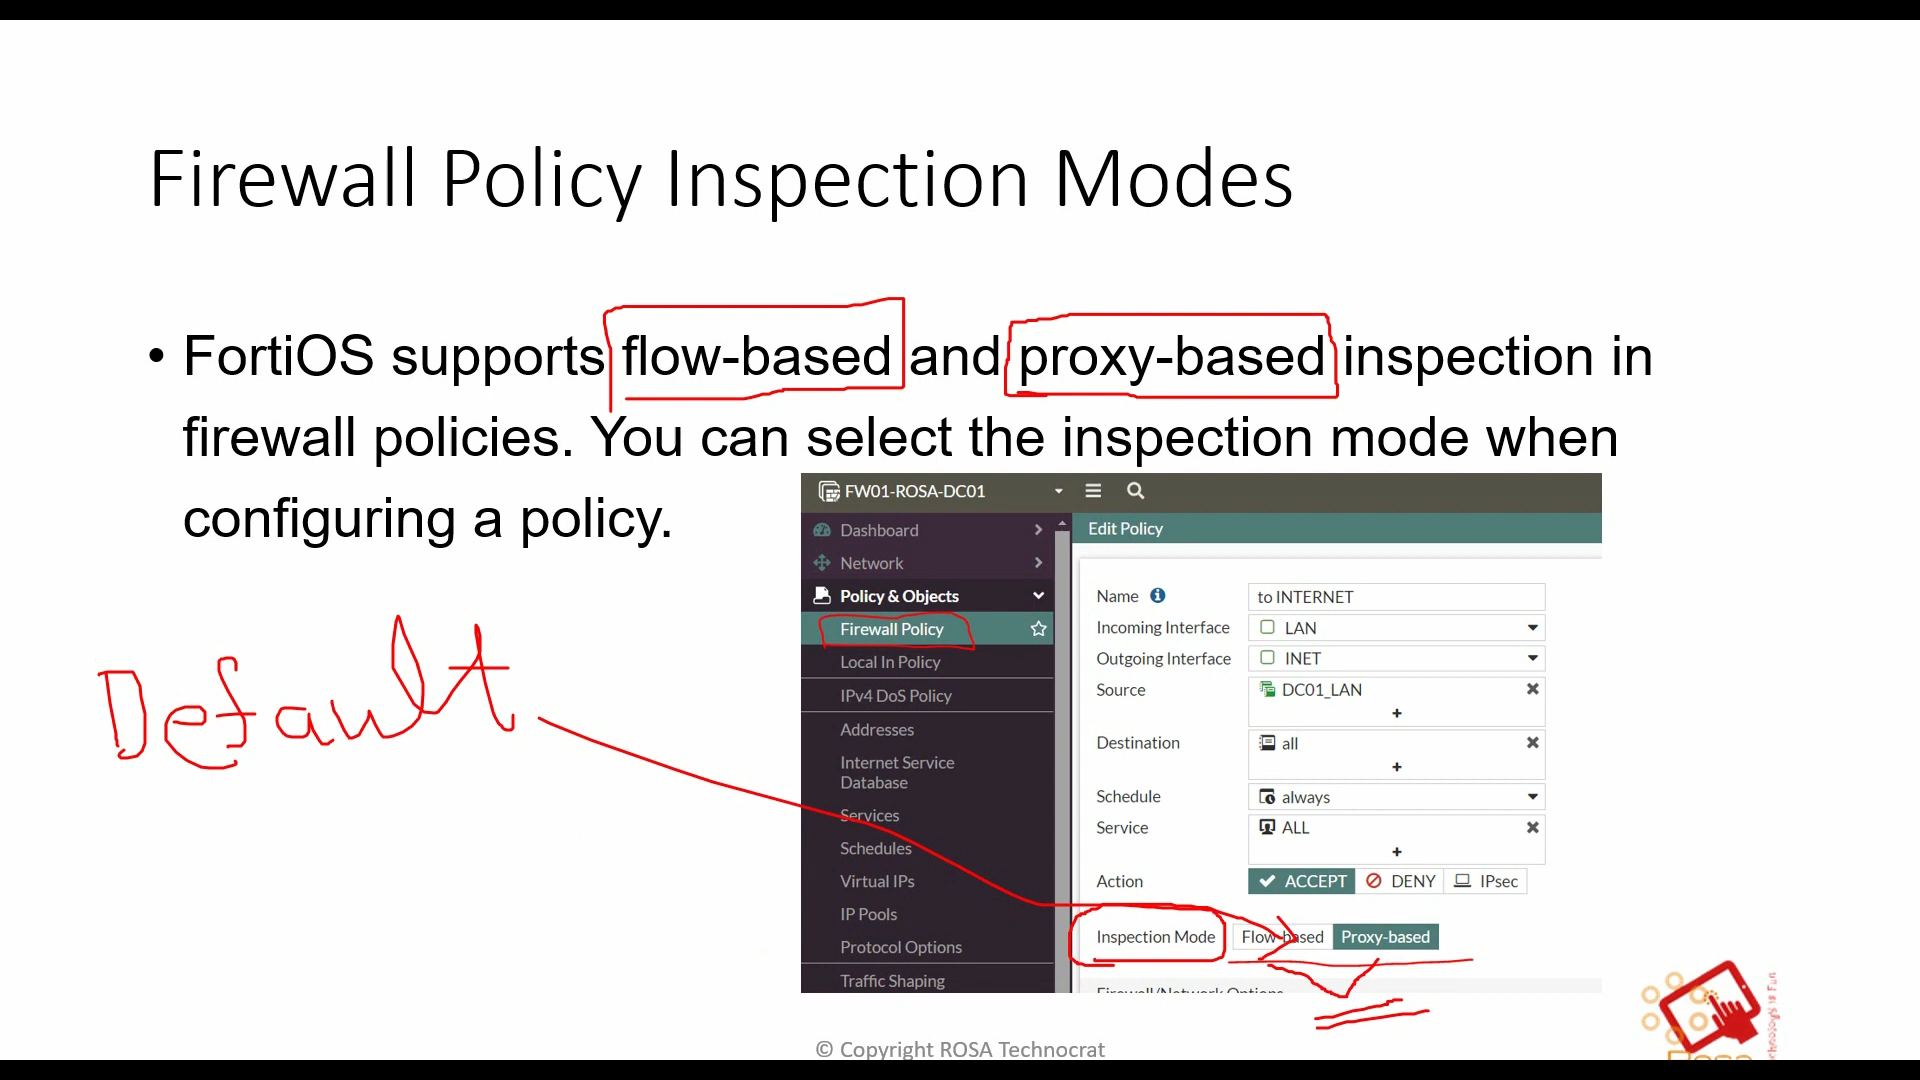 Firewall Policy Inspection Modes
• FortiOS supports flow-based and proxy-based inspection in
firewall policies. You can select the inspection mode when
configuring a policy.
Default
FW01-ROSA-DC01
Dashboard
Network
Policy & Objects
Firewall Policy
Local In Policy
IPv4 DoS Policy
Addresses
Internet Service
Database
Services
Schedules
Virtual IPs
IP Pools
Protocol Options
Traffic Shaping
Edit Policy
Name to INTERNET
Incoming Interface LAN
Outgoing Interface INET
Source DC01_LAN
+
Destination all
+
Schedule always
Service ALL
+
Action ACCEPT DENY IPsec
Inspection Mode Flow-based Proxy-based
Firewall/Network Options
© Copyright ROSA Technocrat